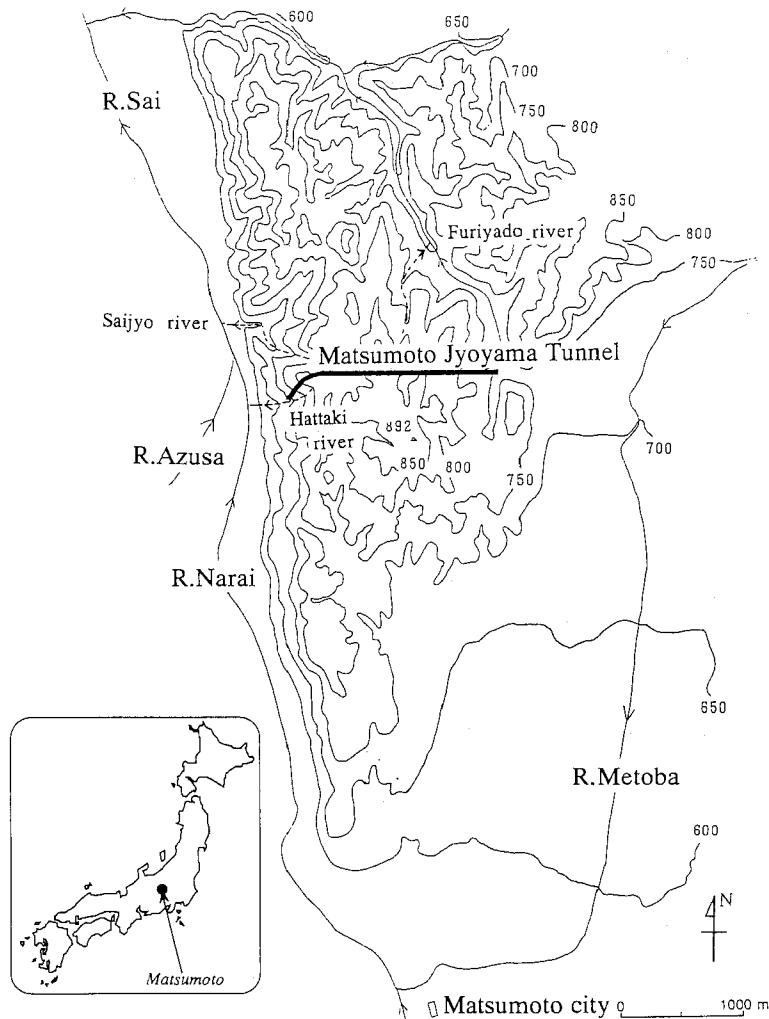 600
650
700
750
800
R.Sai
850
Furiyado river
800
750
Saijyo river
Matsumoto Jyoyama Tunnel
Hattaki
river
892
850
800
750
700
R.Azusa
R.Narai
650
R.Metoba
600
N
Matsumoto
Matsumoto city
0
1000 m